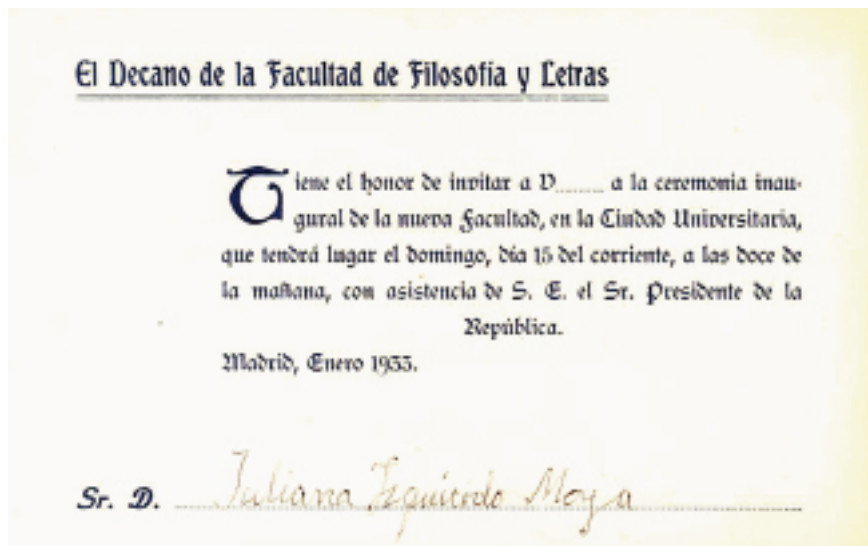 El Decano de la Facultad de Filosofía y Letras
Tiene el honor de invitar a V........ a la ceremonia inau-
gural de la nueva Facultad, en la Ciudad Universitaria,
que tendrá lugar el domingo, día 15 del corriente, a las doce de
la mañana, con asistencia de S. E. el Sr. Presidente de la
República.
Madrid, Enero 1933.
Sr. D. Juliana Izquierdo Moya